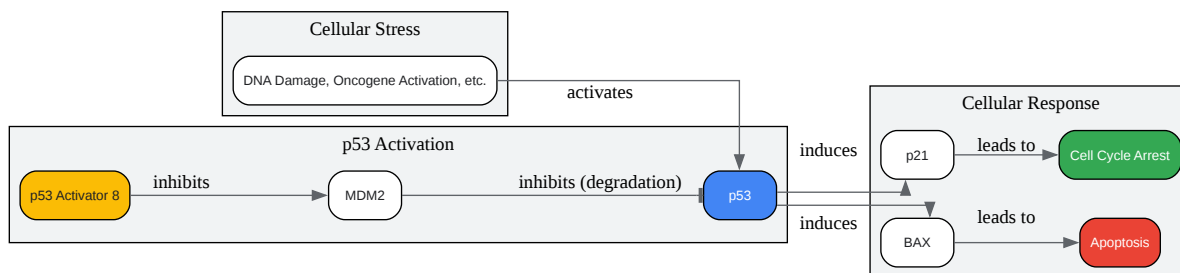 Cellular Stress
DNA Damage, Oncogene Activation, etc.
activates
p53 Activation
p53 Activator 8
inhibits
MDM2
inhibits (degradation)
p53
induces
induces
Cellular Response
p21
leads to
Cell Cycle Arrest
BAX
leads to
Apoptosis